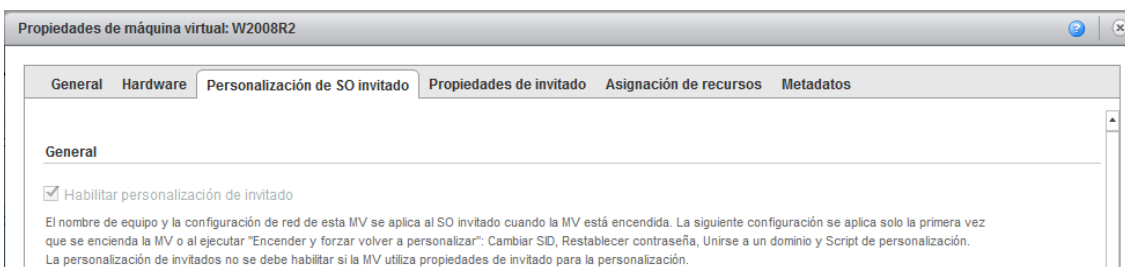 Propiedades de máquina virtual: W2008R2
General Hardware Personalización de SO invitado Propiedades de invitado Asignación de recursos Metadatos
General
Habilitar personalización de invitado
El nombre de equipo y la configuración de red de esta MV se aplica al SO invitado cuando la MV está encendida. La siguiente configuración se aplica solo la primera vez
que se encienda la MV o al ejecutar "Encender y forzar volver a personalizar": Cambiar SID, Restablecer contraseña, Unirse a un dominio y Script de personalización.
La personalización de invitados no se debe habilitar si la MV utiliza propiedades de invitado para la personalización.